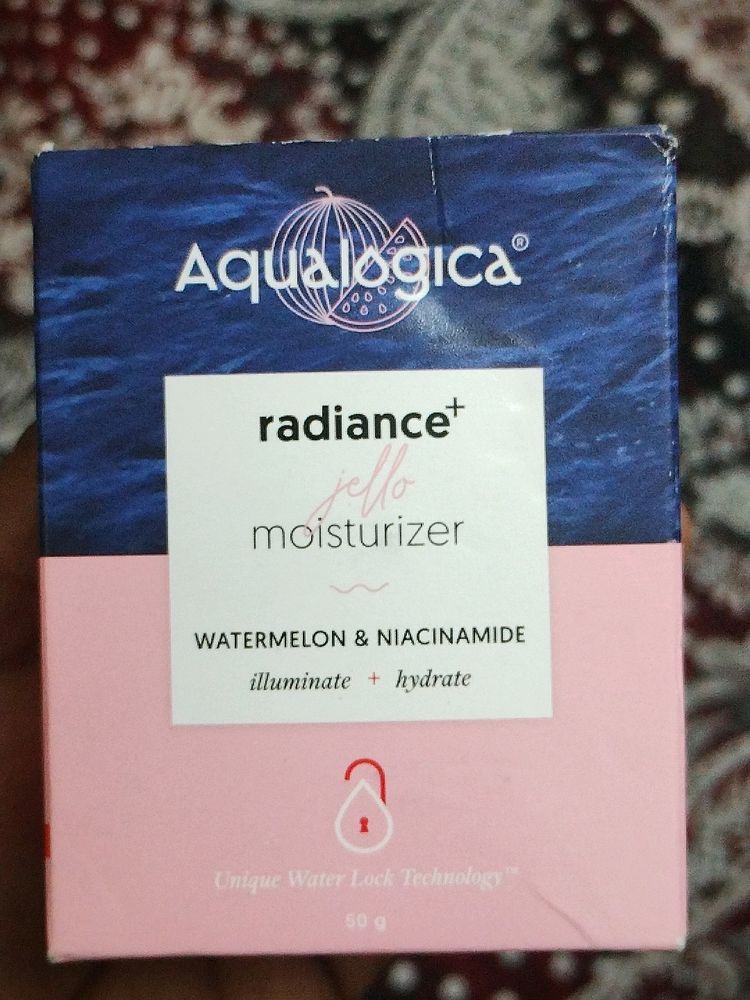 Aqualogica®
radiance+
jello
moisturizer
WATERMELON & NIACINAMIDE
illuminate + hydrate
Unique Water Lock Technology™
50 g